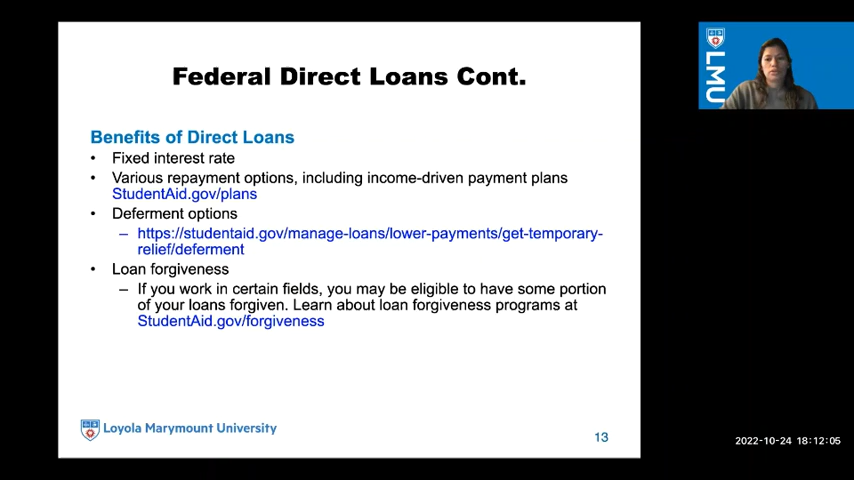 Federal Direct Loans Cont.
Benefits of Direct Loans
• Fixed interest rate
• Various repayment options, including income-driven payment plans
StudentAid.gov/plans
• Deferment options
– https://studentaid.gov/manage-loans/lower-payments/get-temporary-
relief/deferment
• Loan forgiveness
– If you work in certain fields, you may be eligible to have some portion
of your loans forgiven. Learn about loan forgiveness programs at
StudentAid.gov/forgiveness
Loyola Marymount University
13
LMU
2022-10-24 18:12:05